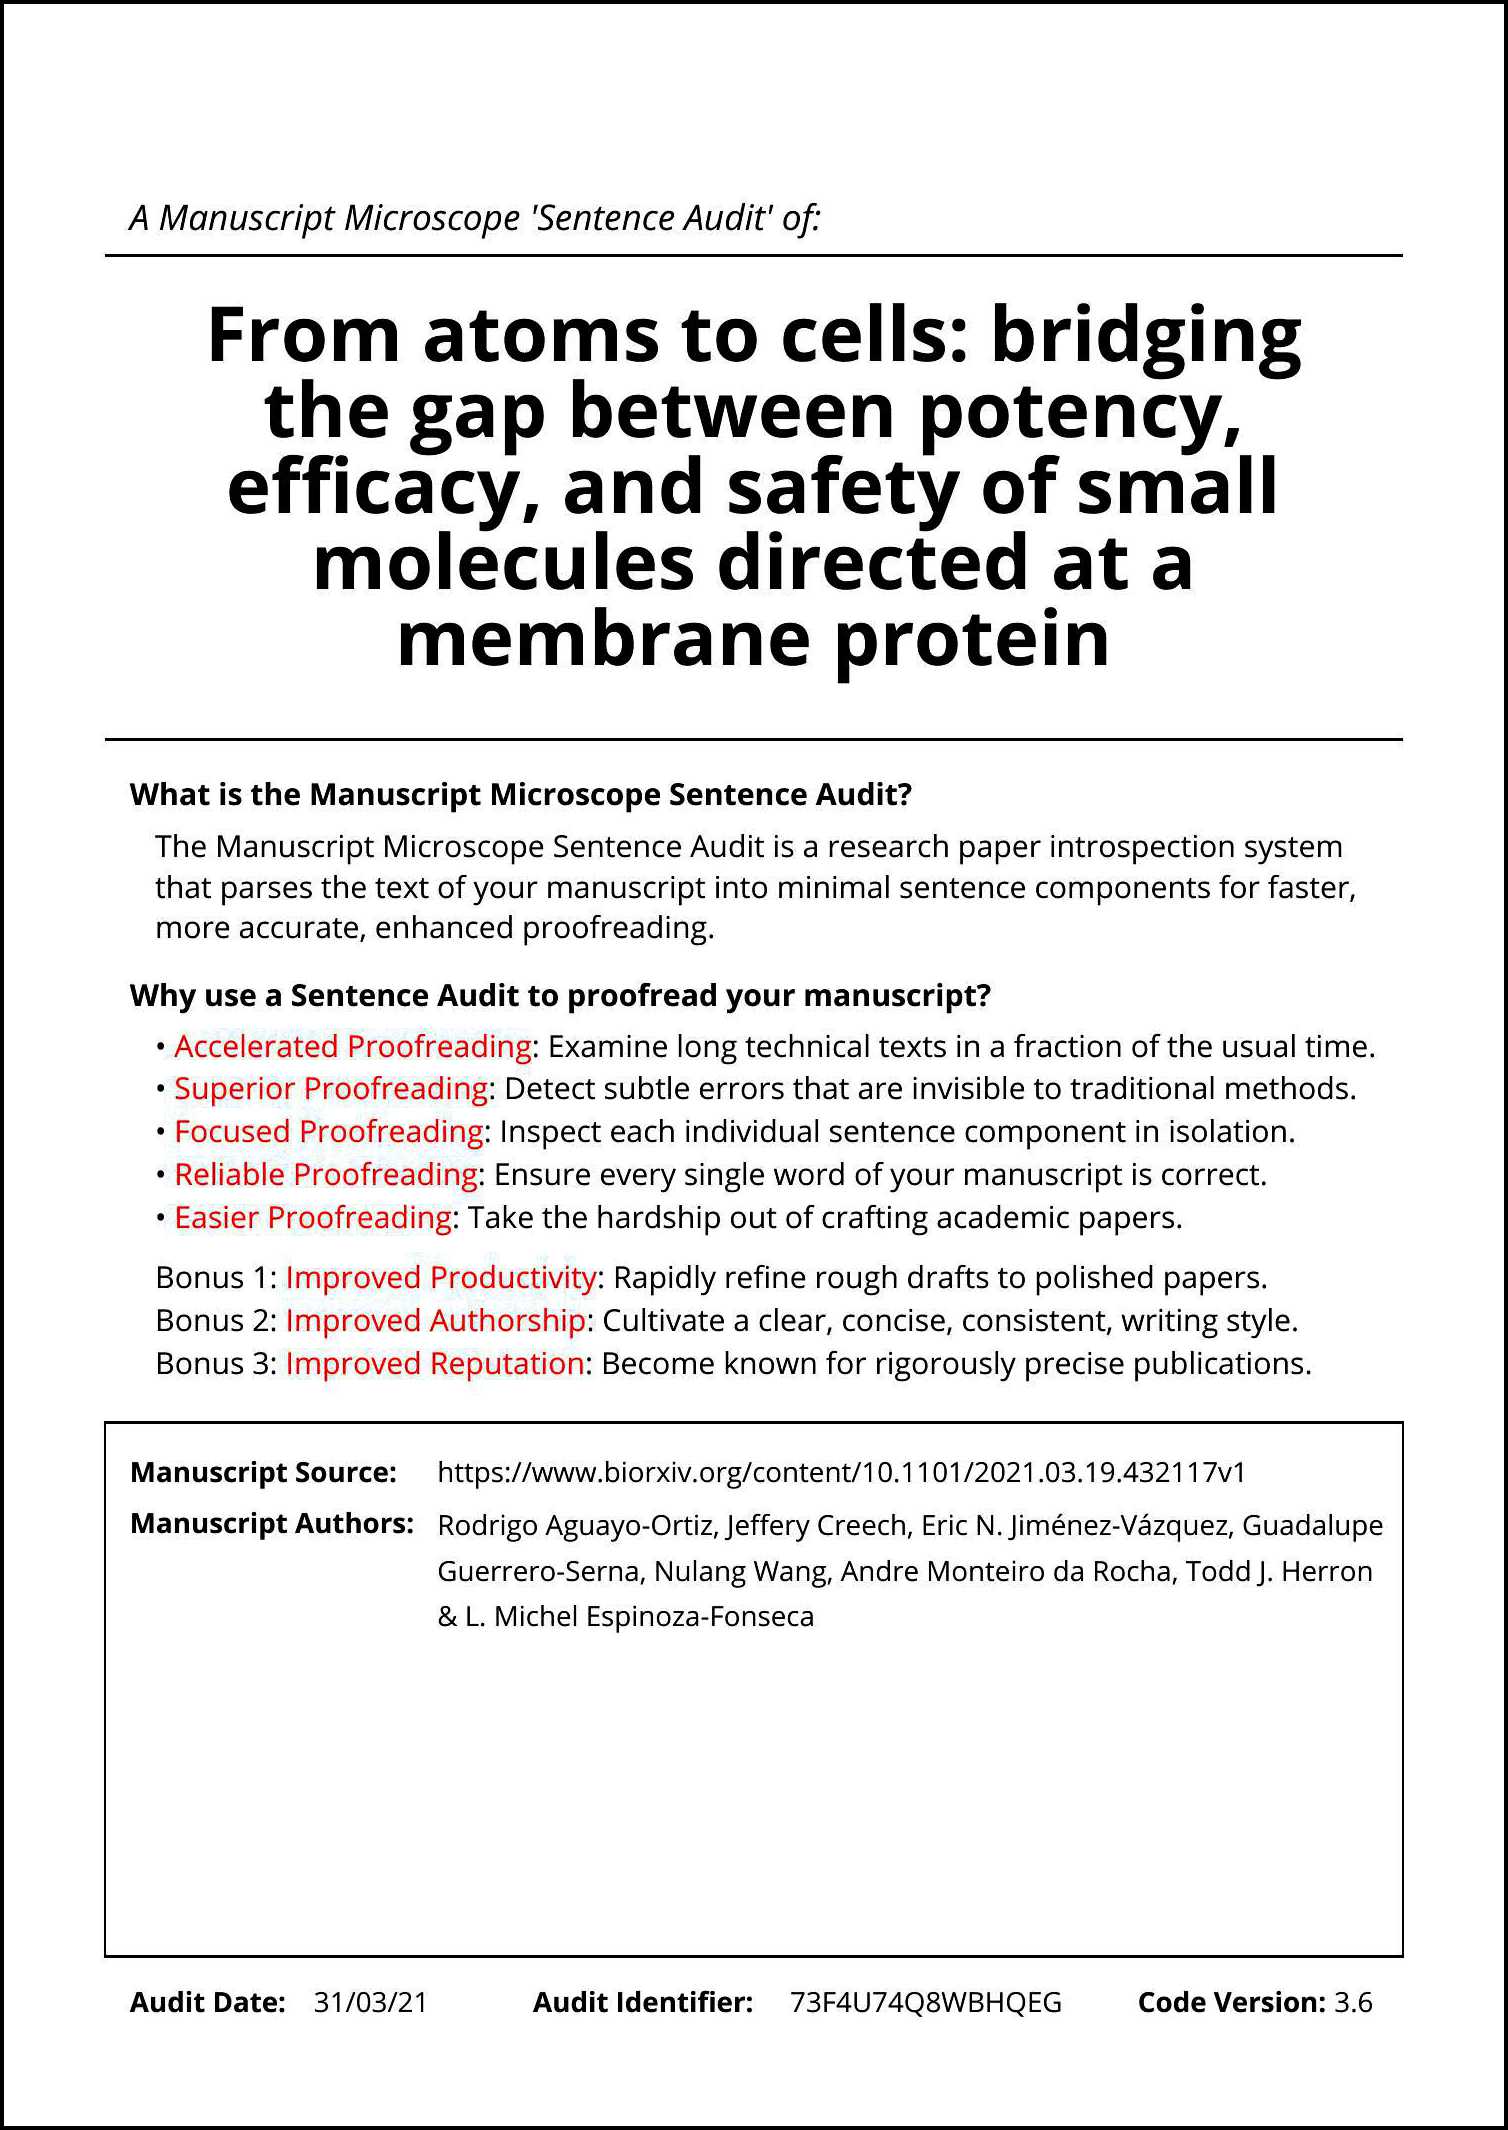 A Manuscript Microscope 'Sentence Audit' of:
From atoms to cells: bridging
the gap between potency,
efficacy, and safety of small
molecules directed at a
membrane protein
What is the Manuscript Microscope Sentence Audit?
The Manuscript Microscope Sentence Audit is a research paper introspection system
that parses the text of your manuscript into minimal sentence components for faster,
more accurate, enhanced proofreading.
Why use a Sentence Audit to proofread your manuscript?
• Accelerated Proofreading: Examine long technical texts in a fraction of the usual time.
• Superior Proofreading: Detect subtle errors that are invisible to traditional methods.
• Focused Proofreading: Inspect each individual sentence component in isolation.
• Reliable Proofreading: Ensure every single word of your manuscript is correct.
• Easier Proofreading: Take the hardship out of crafting academic papers.
Bonus 1: Improved Productivity: Rapidly refine rough drafts to polished papers.
Bonus 2: Improved Authorship: Cultivate a clear, concise, consistent, writing style.
Bonus 3: Improved Reputation: Become known for rigorously precise publications.
Manuscript Source: https://www.biorxiv.org/content/10.1101/2021.03.19.432117v1
Manuscript Authors: Rodrigo Aguayo-Ortiz, Jeffery Creech, Eric N. Jiménez-Vázquez, Guadalupe
Guerrero-Serna, Nulang Wang, Andre Monteiro da Rocha, Todd J. Herron
& L. Michel Espinoza-Fonseca
Audit Date: 31/03/21 Audit Identifier: 73F4U74Q8WBHQEG Code Version: 3.6